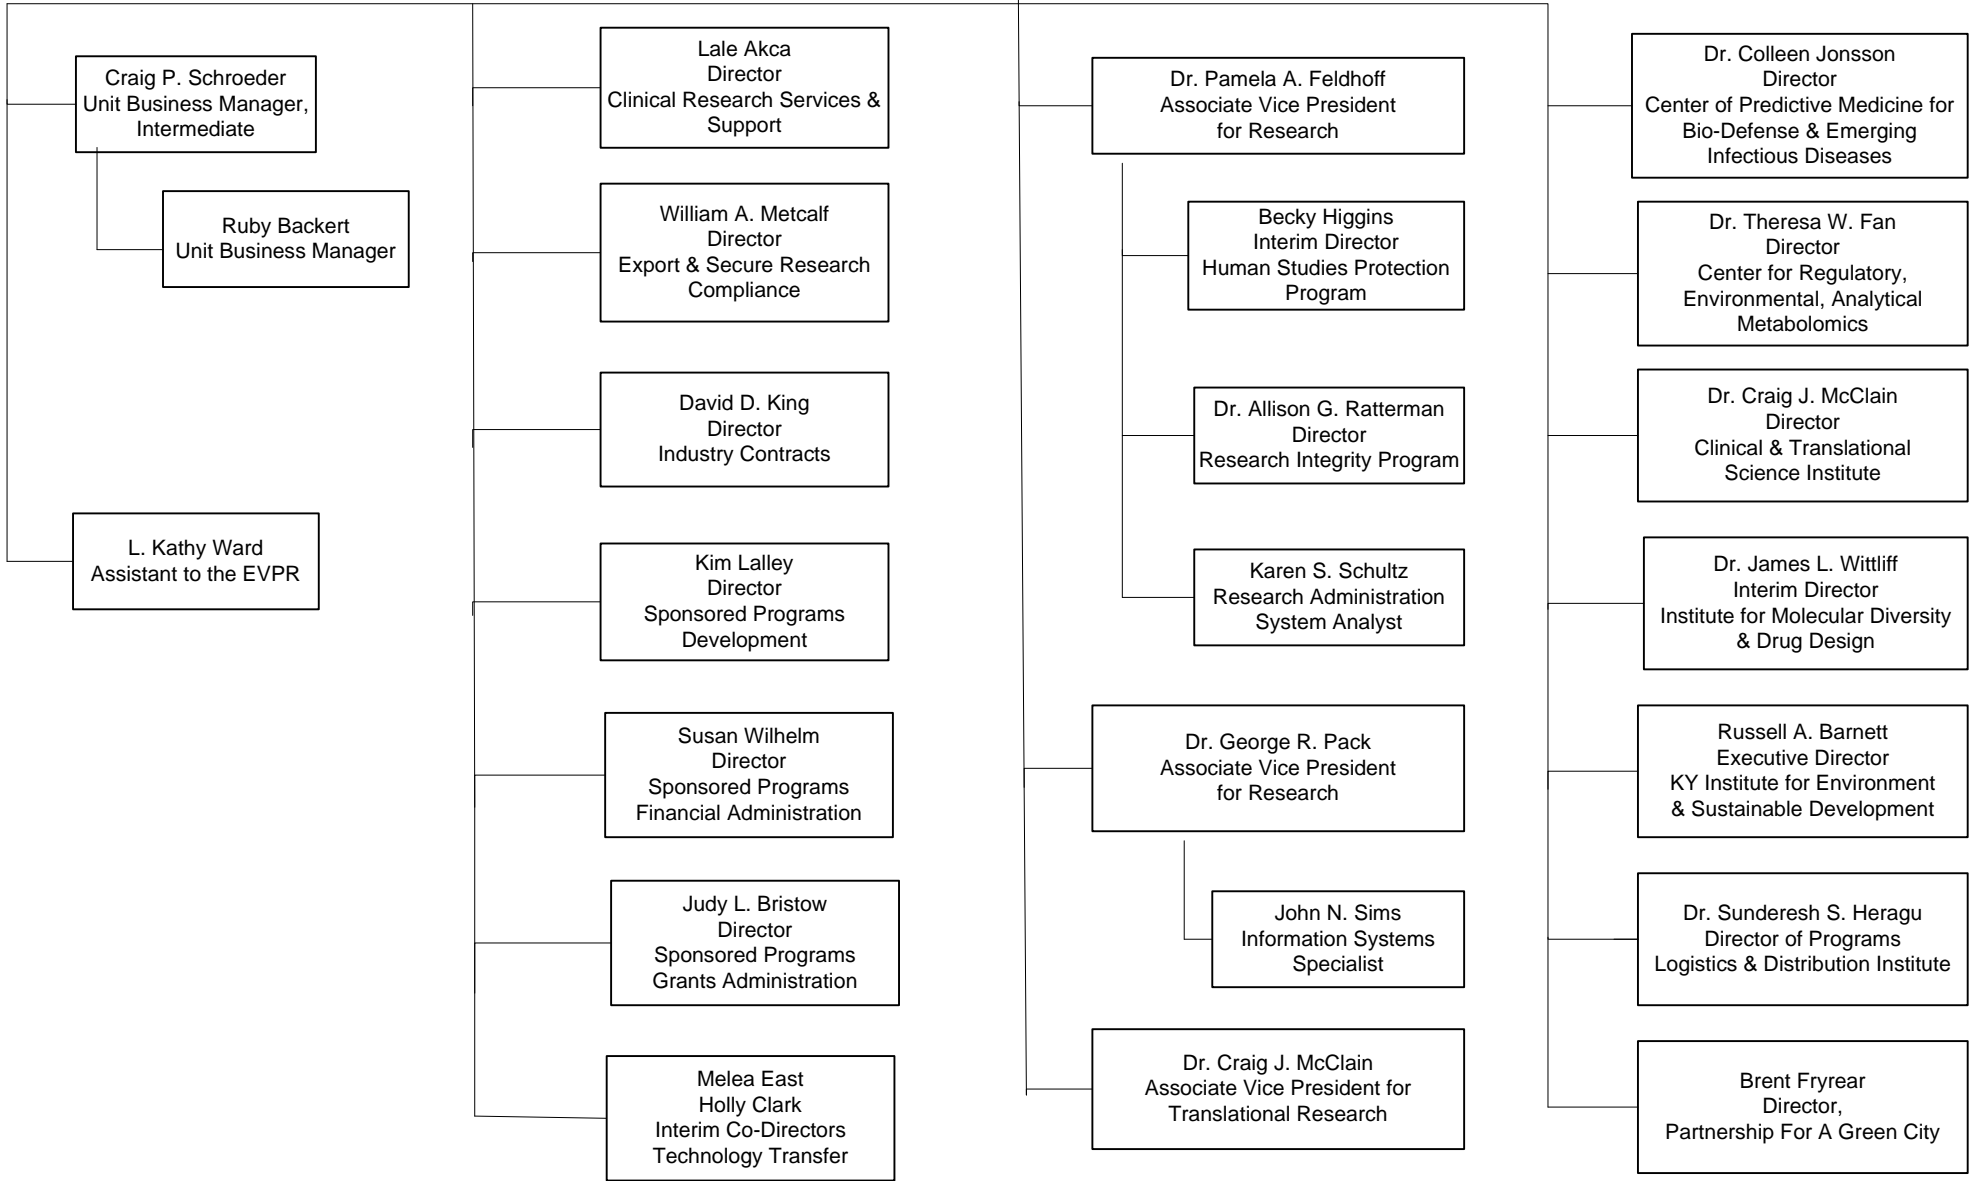 Craig P. Schroeder
Unit Business Manager,
Intermediate
Ruby Backert
Unit Business Manager
L. Kathy Ward
Assistant to the EVPR
Lale Akca
Director
Clinical Research Services &
Support
William A. Metcalf
Director
Export & Secure Research
Compliance
David D. King
Director
Industry Contracts
Kim Lalley
Director
Sponsored Programs
Development
Susan Wilhelm
Director
Sponsored Programs
Financial Administration
Judy L. Bristow
Director
Sponsored Programs
Grants Administration
Melea East
Holly Clark
Interim Co-Directors
Technology Transfer
Dr. Pamela A. Feldhoff
Associate Vice President
for Research
Becky Higgins
Interim Director
Human Studies Protection
Program
Dr. Allison G. Ratterman
Director
Research Integrity Program
Karen S. Schultz
Research Administration
System Analyst
Dr. George R. Pack
Associate Vice President
for Research
John N. Sims
Information Systems
Specialist
Dr. Craig J. McClain
Associate Vice President for
Translational Research
Dr. Colleen Jonsson
Director
Center of Predictive Medicine for
Bio-Defense & Emerging
Infectious Diseases
Dr. Theresa W. Fan
Director
Center for Regulatory,
Environmental, Analytical
Metabolomics
Dr. Craig J. McClain
Director
Clinical & Translational
Science Institute
Dr. James L. Wittliff
Interim Director
Institute for Molecular Diversity
& Drug Design
Russell A. Barnett
Executive Director
KY Institute for Environment
& Sustainable Development
Dr. Sunderesh S. Heragu
Director of Programs
Logistics & Distribution Institute
Brent Fryrear
Director,
Partnership For A Green City